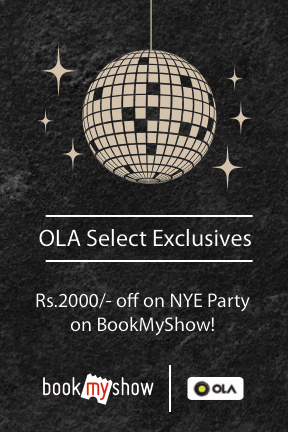 OLA Select Exclusives
Rs.2000/- off on NYE Party
on BookMyShow!
bookmyshow
OLA